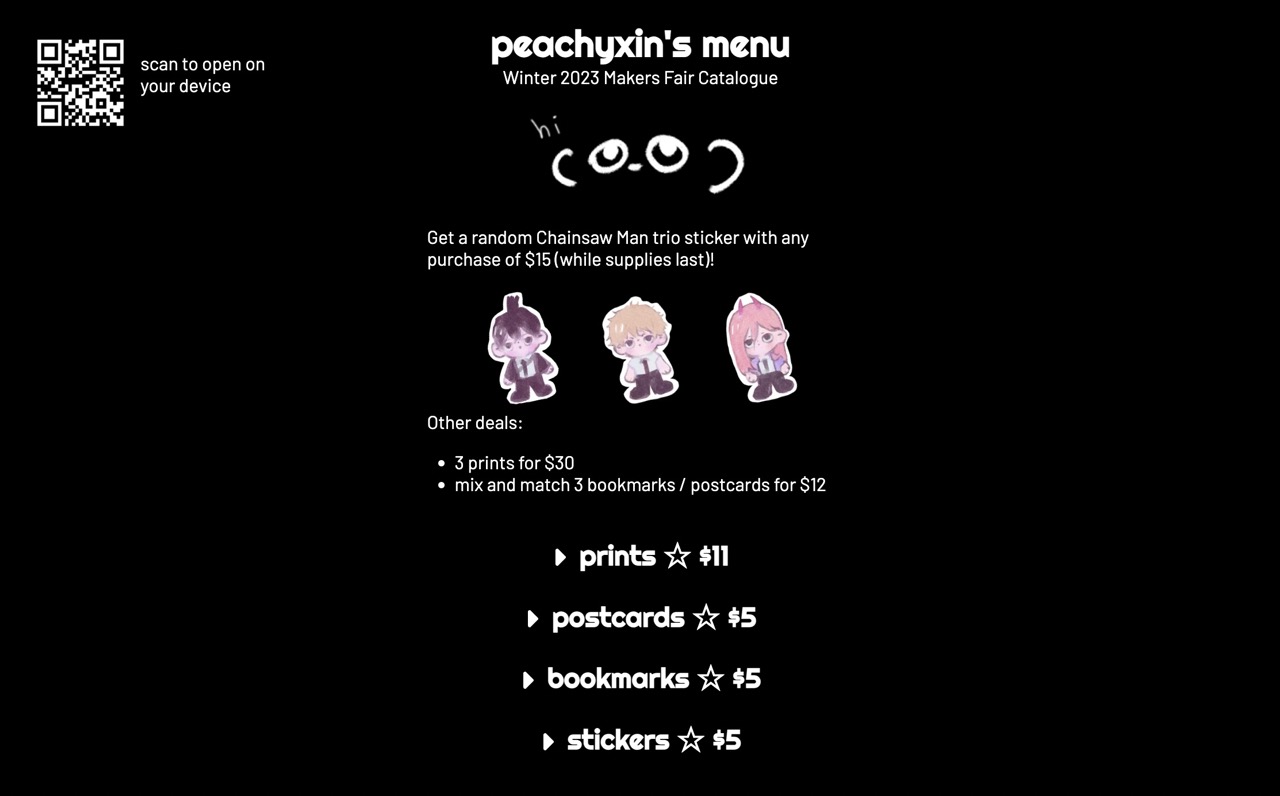 scan to open on
your device
peachyxin's menu
Winter 2023 Makers Fair Catalogue
hi
Get a random Chainsaw Man trio sticker with any
purchase of $15 (while supplies last)!
Other deals:
• 3 prints for $30
• mix and match 3 bookmarks / postcards for $12
prints ☆ $11
postcards ☆ $5
bookmarks ☆ $5
stickers ☆ $5